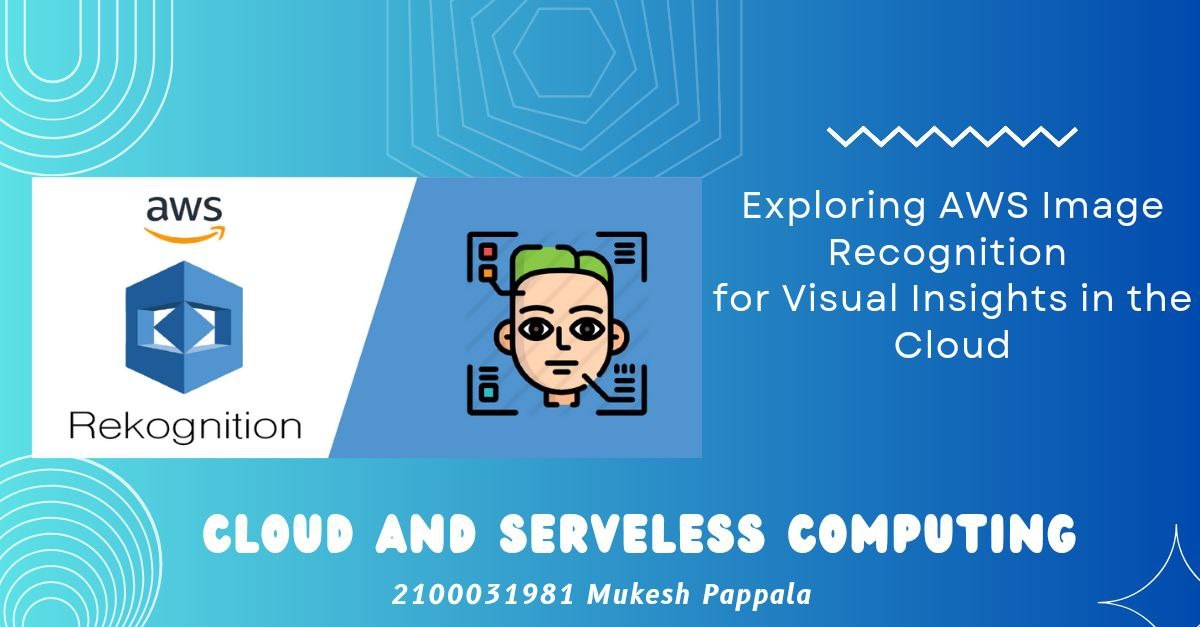 aws
Rekognition
Exploring AWS Image
Recognition
for Visual Insights in the
Cloud
CLOUD AND SERVELESS COMPUTING
2100031981 Mukesh Pappala